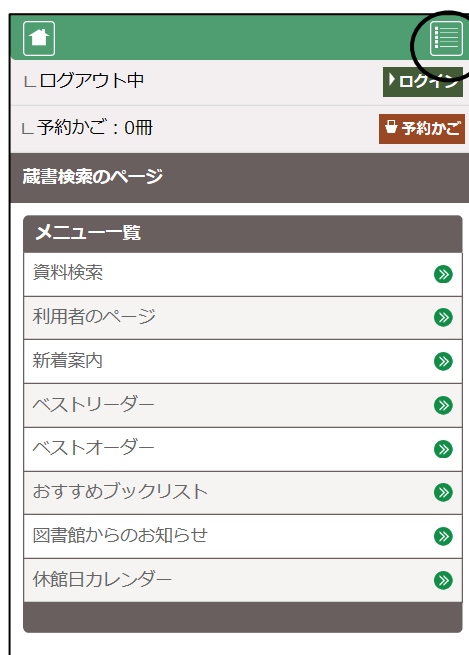 ∟ログアウト中
ログイン
∟予約かご：0冊
予約かご
蔵書検索のページ
メニュー一覧
資料検索
利用者のページ
新着案内
ベストリーダー
ベストオーダー
おすすめブックリスト
図書館からのお知らせ
休館日カレンダー